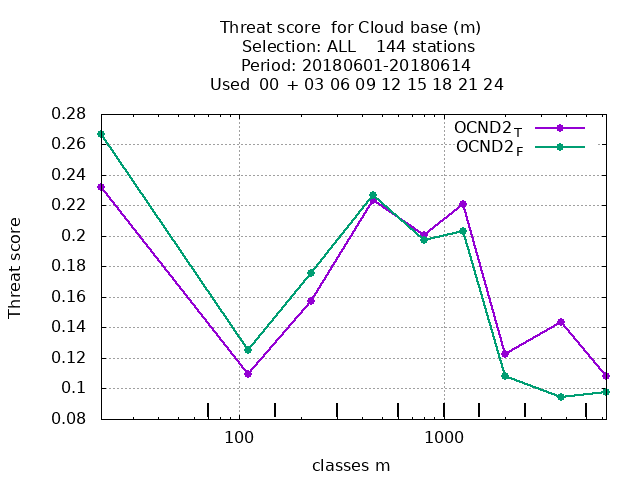 Threat score  for Cloud base (m)
Selection: ALL    144 stations
Period: 20180601-20180614
Used  00 + 03 06 09 12 15 18 21 24
OCND2T
OCND2F
Threat score
0.28
0.26
0.24
0.22
0.2
0.18
0.16
0.14
0.12
0.1
0.08
100 1000
classes m